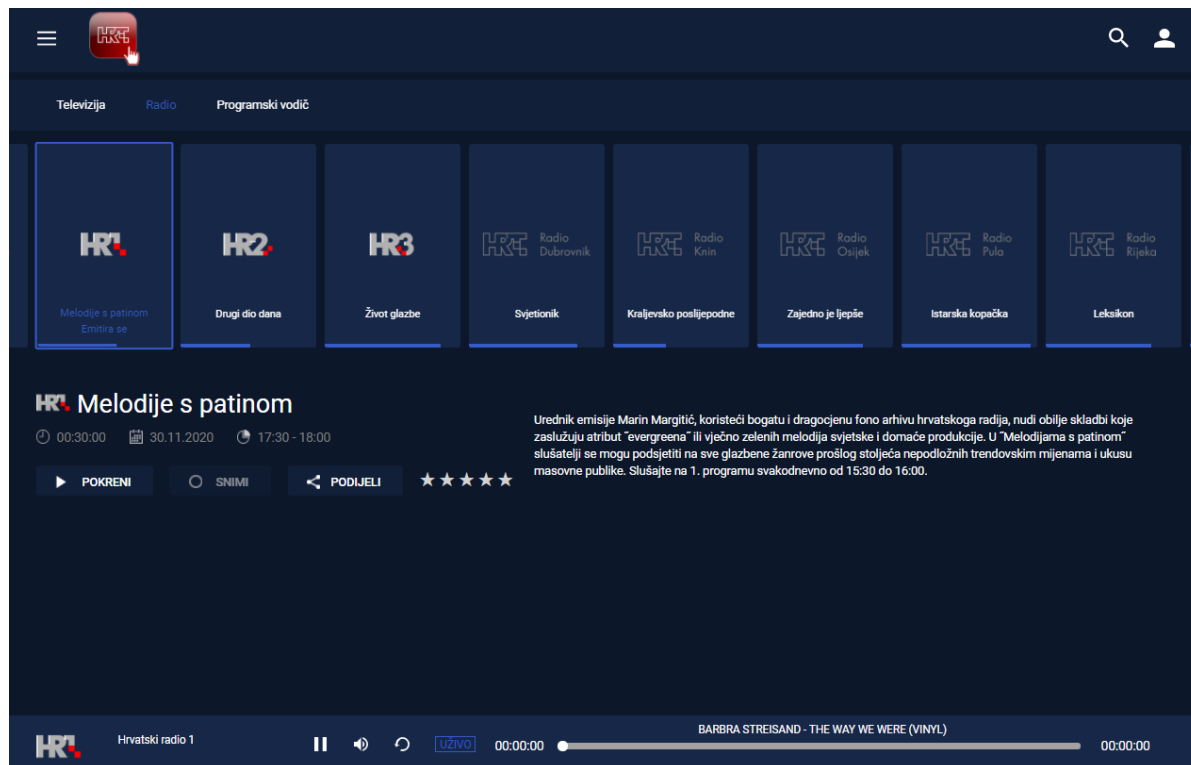 HRT
Televizija Radio Programski vodič
HR1 HR2 HR3 HRT Radio Dubrovnik HRT Radio Knin HRT Radio Osijek HRT Radio Pula HRT Radio Rijeka
Melodije s patinom Drugi dio dana Život glazbe Svjetionik Kraljevsko poslijepodne Zajedno je ljepše Istarska kopačka Leksikon
Emitira se
HR1 Melodije s patinom
00:30:00 30.11.2020 17:30 - 18:00
POKRENI SNIMI PODIJELI
Urednik emisije Marin Margitić, koristeći bogatu i dragocjenu fono arhivu hrvatskoga radija, nudi obilje skladbi koje
zaslužuju atribut ˝evergreena˝ ili vječno zelenih melodija svjetske i domaće produkcije. U ˝Melodijama s patinom˝
slušatelji se mogu podsjetiti na sve glazbene žanrove prošlog stoljeća nepodložnih trendovskim mijenama i ukusu
masovne publike. Slušajte na 1. programu svakodnevno od 15:30 do 16:00.
BARBRA STREISAND - THE WAY WE WERE (VINYL)
HR1 Hrvatski radio 1 UŽIVO 00:00:00 00:00:00